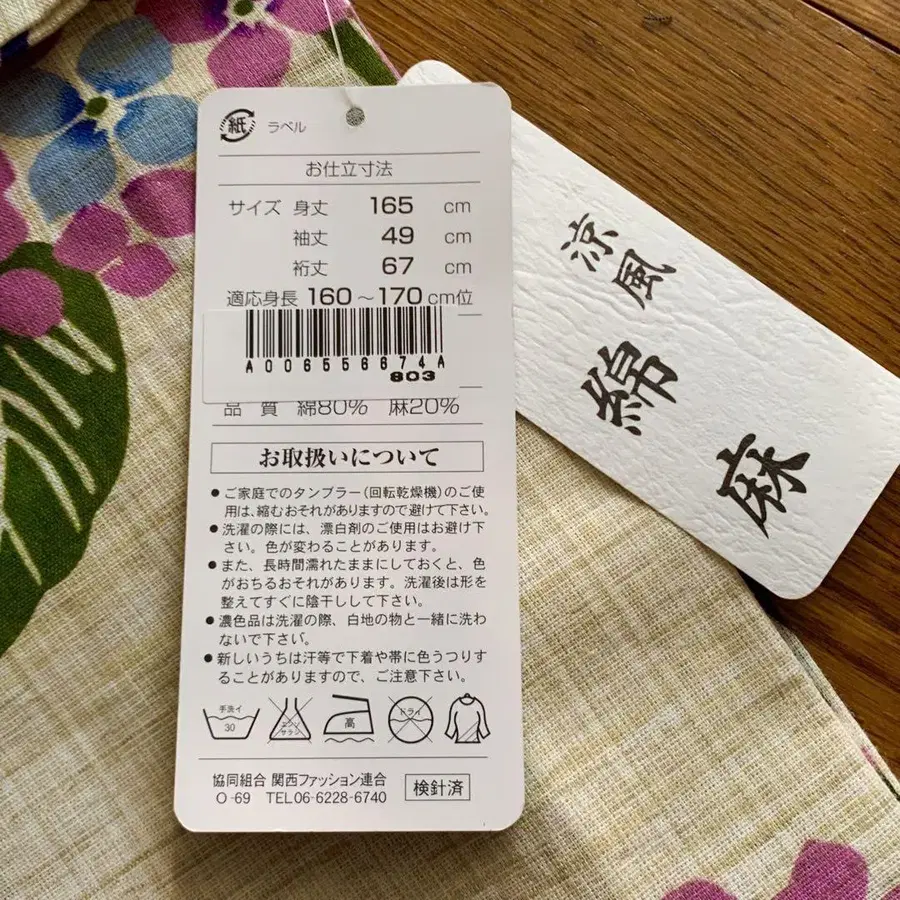 紙 ラベル
お仕立寸法
サイズ 身丈 165 cm
袖丈 49 cm
裄丈 67 cm
適応身長 160～170cm位
A006556674A
803
品質 綿80% 麻20%
お取扱いについて
●ご家庭でのタンブラー(回転乾燥機)のご使
用は、縮むおそれがありますので避けて下さい。
●洗濯の際には、漂白剤のご使用はお避け下
さい。色が変わることがあります。
●また、長時間濡れたままにしておくと、色
がおちるおそれがあります。洗濯後は形を
整えてすぐに陰干しして下さい。
●濃色品は洗濯の際、白地の物と一緒に洗わ
ないで下さい。
●新しいうちは汗等で下着や帯に色うつりす
ることがありますので、ご注意下さい。
手洗イ 30 エンソ サラシ 高 ドライ
協同組合 関西ファッション連合
O-69 TEL06-6228-6740
検針済
涼風
綿
麻